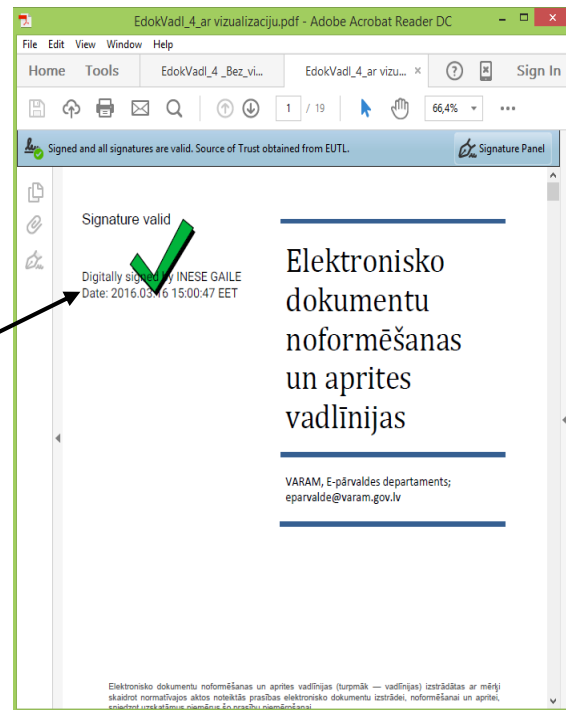 EdokVadl_4_ar vizualizaciju.pdf - Adobe Acrobat Reader DC
File Edit View Window Help
Home Tools EdokVadl_4 _Bez_vi... EdokVadl_4_ar vizu... × Sign In
1 / 19 66,4%
Signed and all signatures are valid. Source of Trust obtained from EUTL. Signature Panel
Signature valid
Digitally signed by INESE GAILE
Date: 2016.03.16 15:00:47 EET
Elektronisko
dokumentu
noformēšanas
un aprites
vadlīnijas
VARAM, E-pārvaldes departaments;
eparvalde@varam.gov.lv
Elektronisko dokumentu noformēšanas un aprites vadlīnijas (turpmāk — vadlīnijas) izstrādātas ar mērķi
skaidrot normatīvajos aktos noteiktās prasības elektronisko dokumentu izstrādei, noformēšanai un apritei,